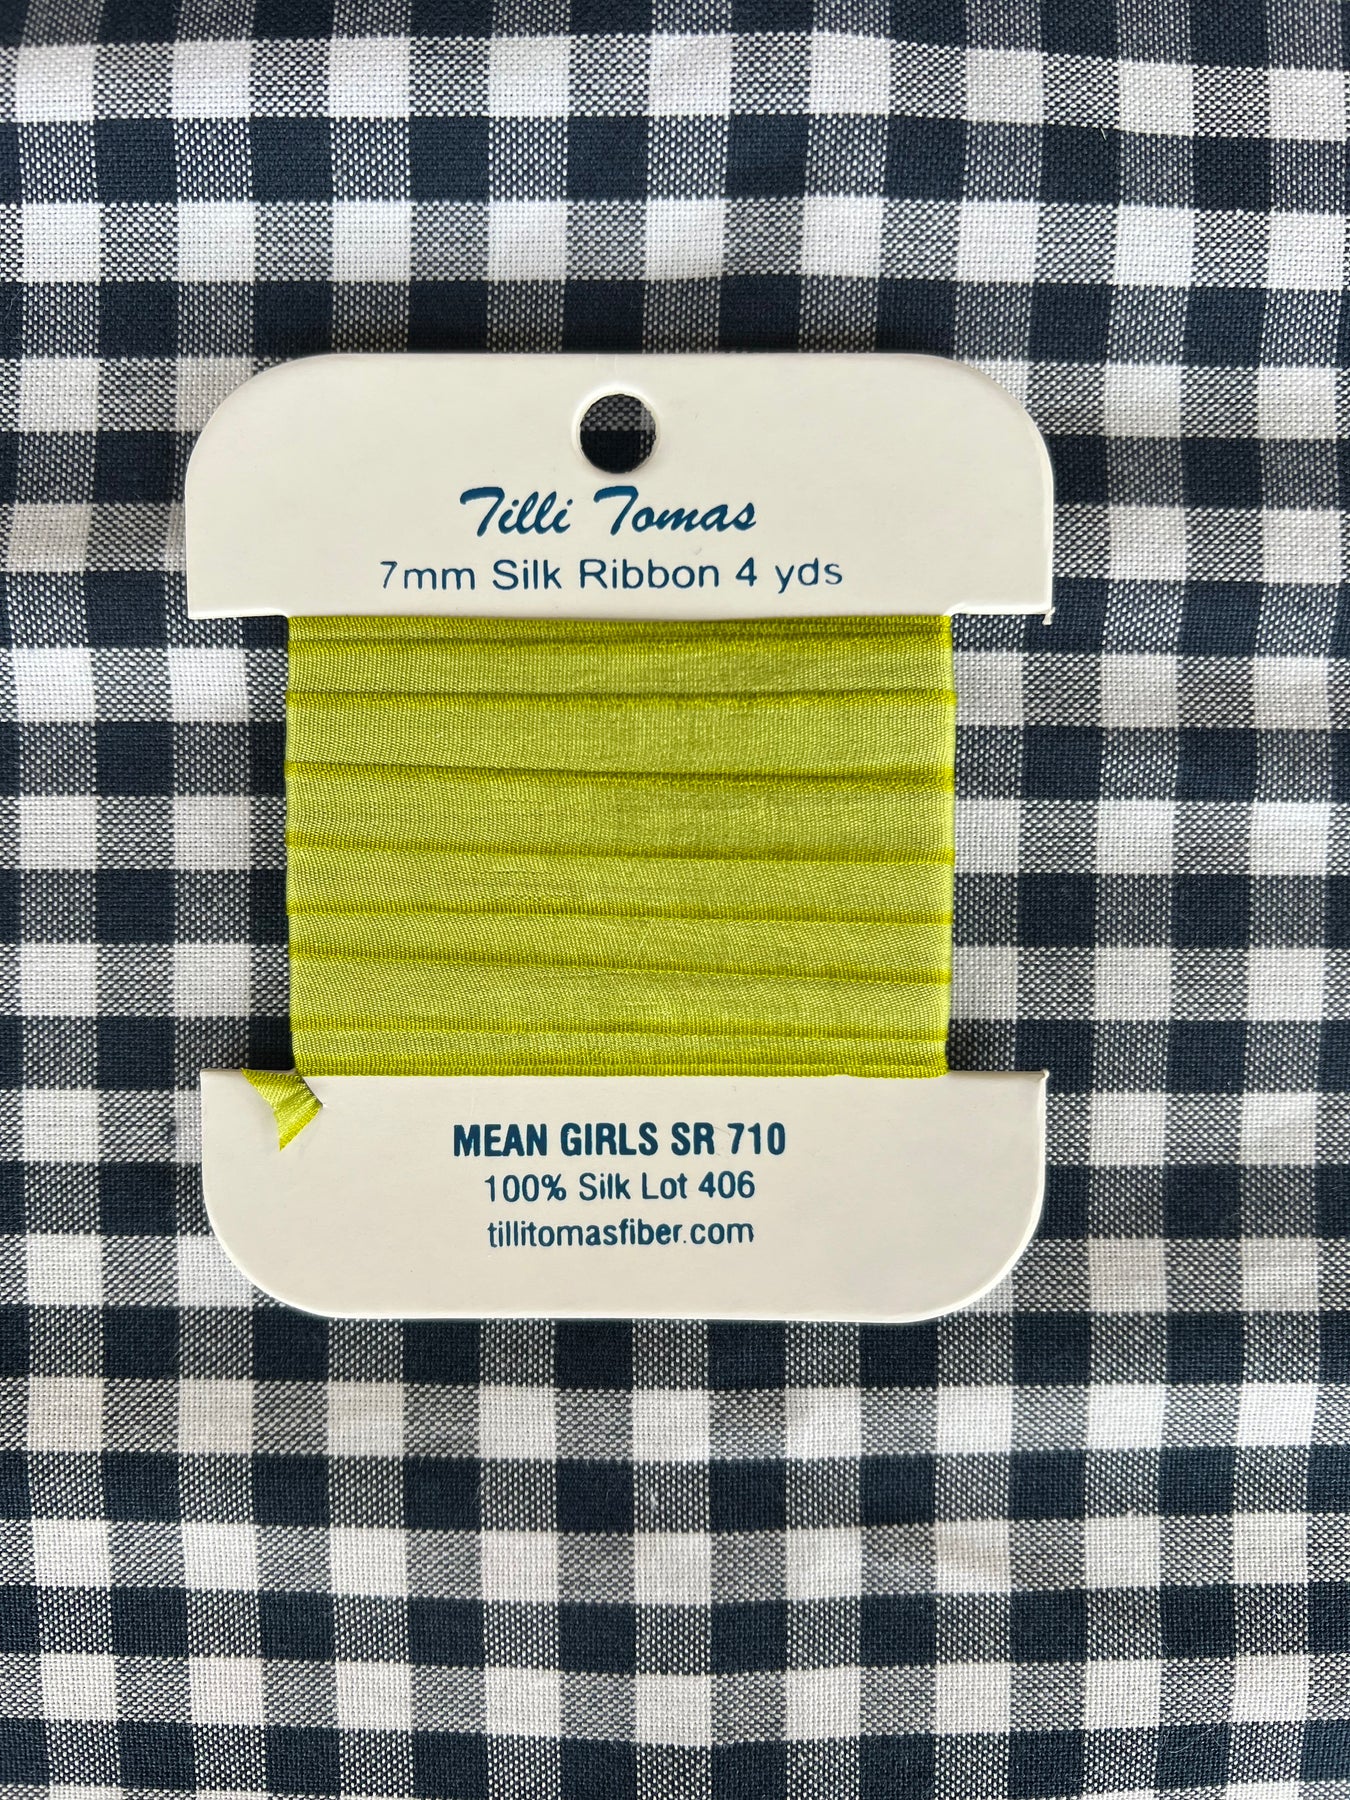 Tilli Tomas
7mm Silk Ribbon 4 yds
MEAN GIRLS SR 710
100% Silk Lot 406
tillitomasfiber.com